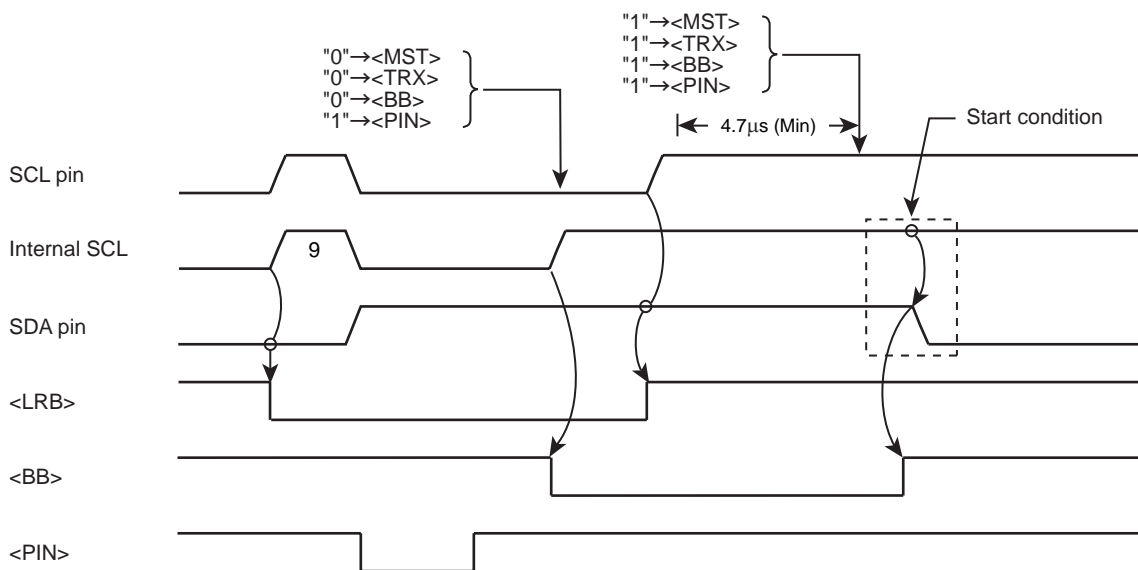 "0"→<MST>
"0"→<TRX>
"0"→<BB>
"1"→<PIN>
"1"→<MST>
"1"→<TRX>
"1"→<BB>
"1"→<PIN>
4.7μs (Min)
Start condition
SCL pin
Internal SCL
9
SDA pin
<LRB>
<BB>
<PIN>